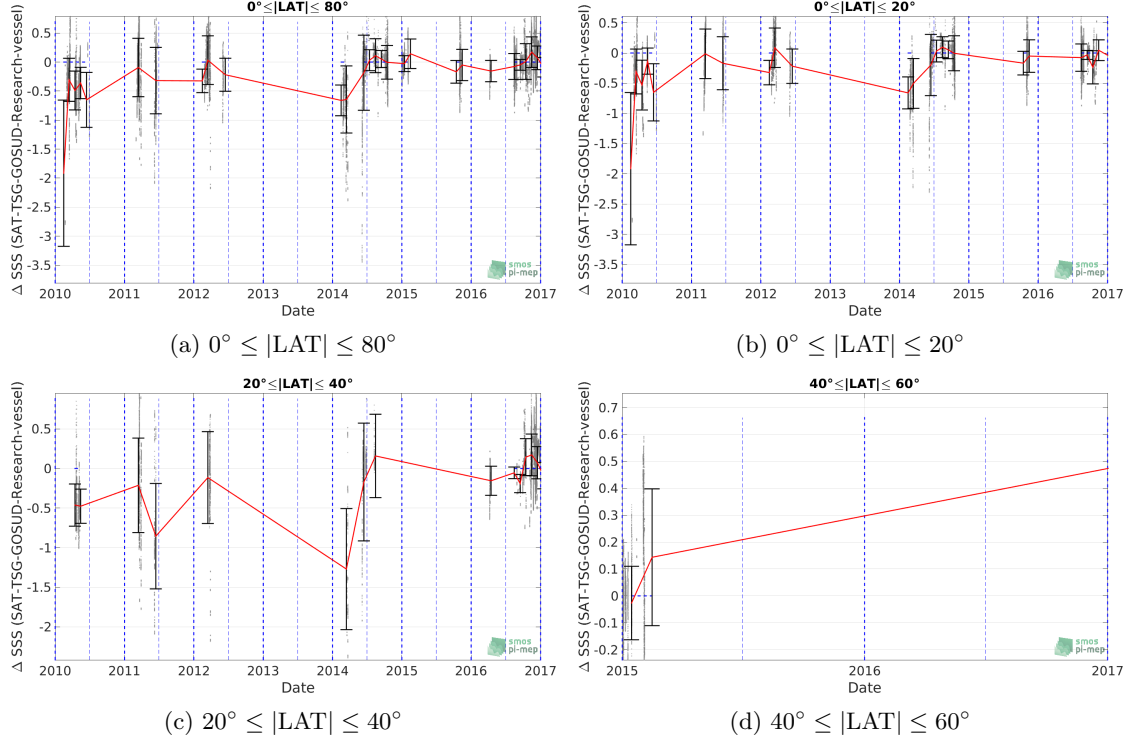 0°≤|LAT|≤ 80°
Δ SSS (SAT-TSG-GOSUD-Research-vessel)
0.5
0
-0.5
-1
-1.5
-2
-2.5
-3
-3.5
2010 2011 2012 2013 2014 2015 2016 2017
Date
smos
pi-mep
(a) 0° ≤ |LAT| ≤ 80°
0°≤|LAT|≤ 20°
Δ SSS (SAT-TSG-GOSUD-Research-vessel)
0.5
0
-0.5
-1
-1.5
-2
-2.5
-3
-3.5
2010 2011 2012 2013 2014 2015 2016 2017
Date
smos
pi-mep
(b) 0° ≤ |LAT| ≤ 20°
20°≤|LAT|≤ 40°
Δ SSS (SAT-TSG-GOSUD-Research-vessel)
0.5
0
-0.5
-1
-1.5
-2
2010 2011 2012 2013 2014 2015 2016 2017
Date
smos
pi-mep
(c) 20° ≤ |LAT| ≤ 40°
40°≤|LAT|≤ 60°
Δ SSS (SAT-TSG-GOSUD-Research-vessel)
0.7
0.6
0.5
0.4
0.3
0.2
0.1
0
-0.1
-0.2
2015 2016 2017
Date
smos
pi-mep
(d) 40° ≤ |LAT| ≤ 60°